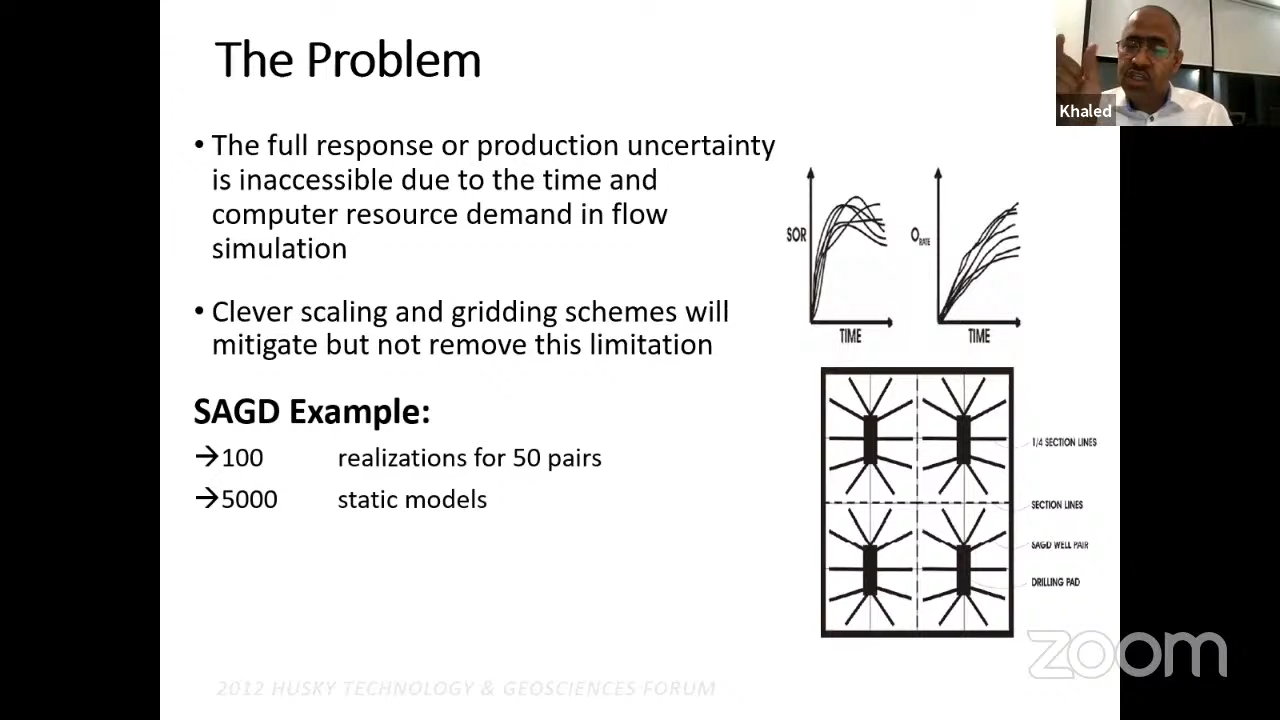 The Problem
• The full response or production uncertainty
is inaccessible due to the time and
computer resource demand in flow
simulation
• Clever scaling and gridding schemes will
mitigate but not remove this limitation
SAGD Example:
→100 realizations for 50 pairs
→5000 static models
2012 HUSKY TECHNOLOGY & GEOSCIENCES FORUM
SOR
TIME
ORATE
TIME
1/4 SECTION LINES
SECTION LINES
SAGD WELL PAIR
DRILLING PAD
Khaled
zoom